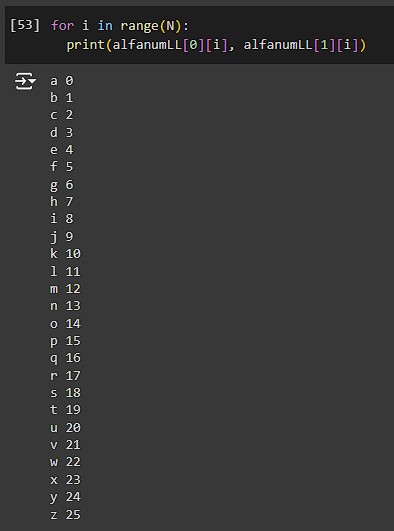 [53] for i in range(N):
print(alfanumLL[0][i], alfanumLL[1][i])
a 0
b 1
c 2
d 3
e 4
f 5
g 6
h 7
i 8
j 9
k 10
l 11
m 12
n 13
o 14
p 15
q 16
r 17
s 18
t 19
u 20
v 21
w 22
x 23
y 24
z 25